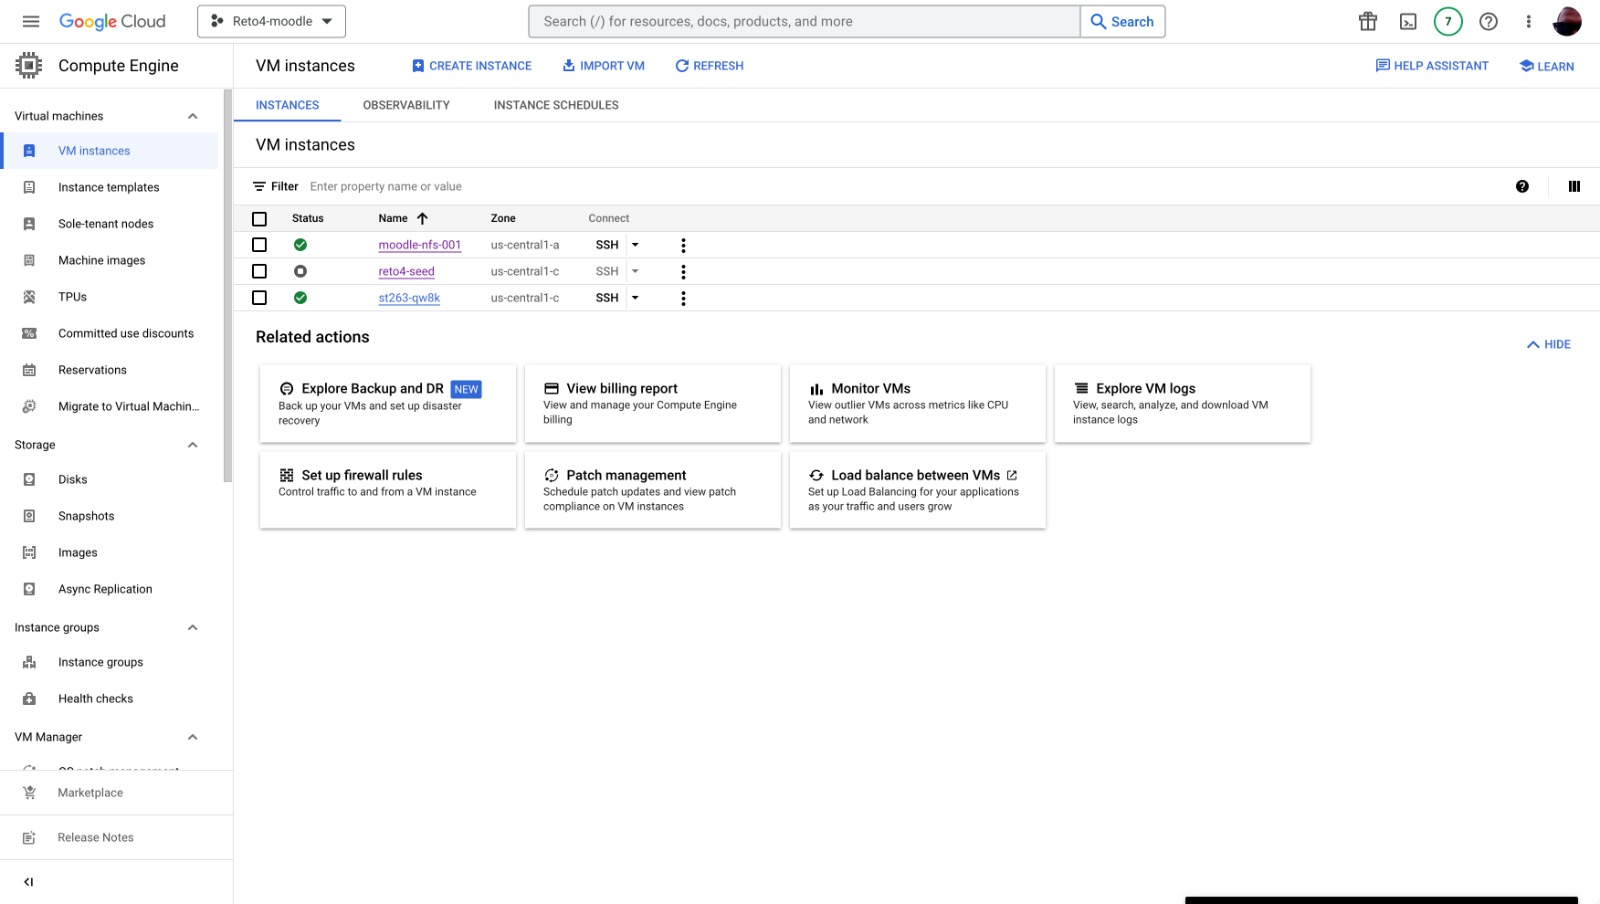 Google Cloud
Reto4-moodle
Search (/) for resources, docs, products, and more
Search
7
Compute Engine
VM instances
CREATE INSTANCE
IMPORT VM
REFRESH
HELP ASSISTANT
LEARN
Virtual machines
VM instances
Instance templates
Sole-tenant nodes
Machine images
TPUs
Committed use discounts
Reservations
Migrate to Virtual Machin...
Storage
Disks
Snapshots
Images
Async Replication
Instance groups
Instance groups
Health checks
VM Manager
OS patch management
Marketplace
Release Notes
INSTANCES
OBSERVABILITY
INSTANCE SCHEDULES
VM instances
Filter
Enter property name or value
Status
Name
Zone
Connect
moodle-nfs-001
us-central1-a
SSH
reto4-seed
us-central1-c
SSH
st263-qw8k
us-central1-c
SSH
Related actions
HIDE
Explore Backup and DR NEW
Back up your VMs and set up disaster
recovery
View billing report
View and manage your Compute Engine
billing
Monitor VMs
View outlier VMs across metrics like CPU
and network
Explore VM logs
View, search, analyze, and download VM
instance logs
Set up firewall rules
Control traffic to and from a VM instance
Patch management
Schedule patch updates and view patch
compliance on VM instances
Load balance between VMs
Set up Load Balancing for your applications
as your traffic and users grow